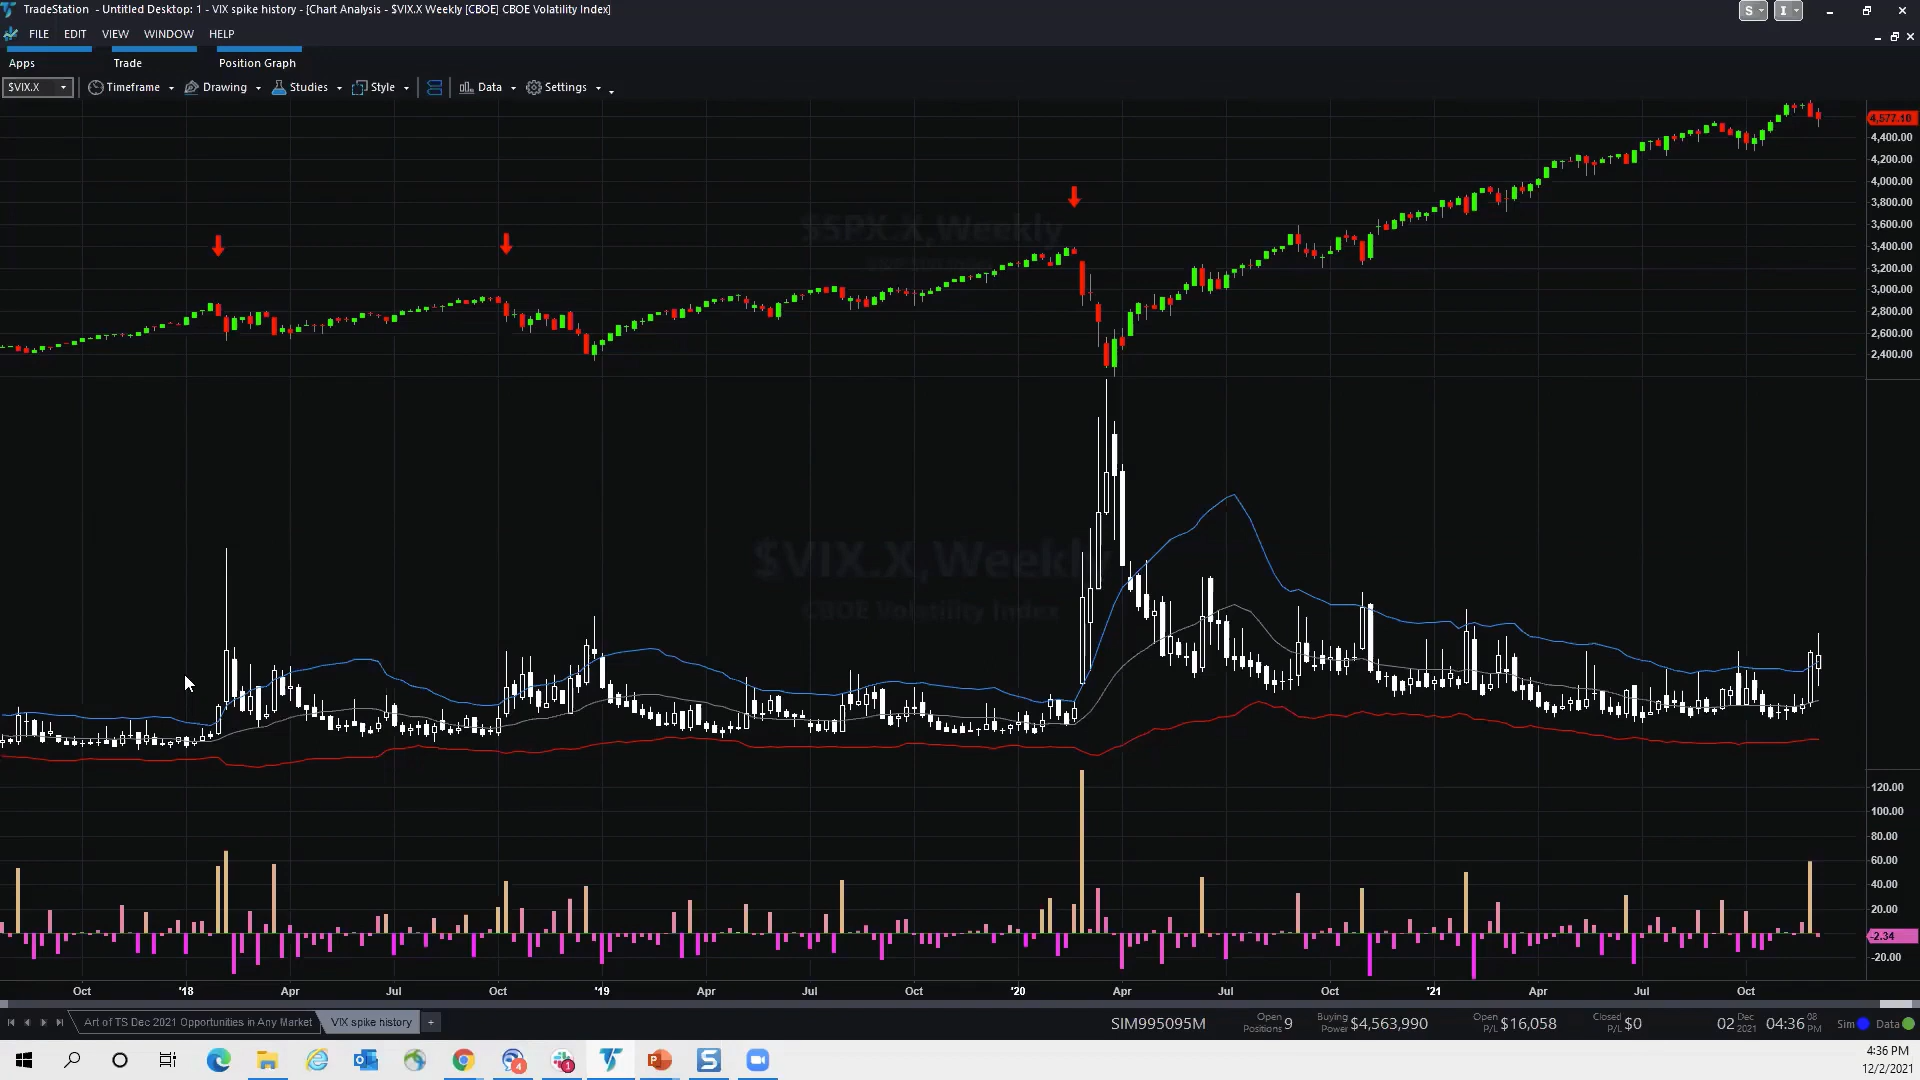 TradeStation - Untitled Desktop: 1 - VIX spike history - [Chart Analysis - $VIX.X Weekly [CBOE] CBOE Volatility Index]
S I
FILE EDIT VIEW WINDOW HELP
Apps Trade Position Graph
$VIX.X Timeframe Drawing Studies Style Data Settings
4,577.10
4,400.00
4,200.00
4,000.00
3,800.00
3,600.00
3,400.00
3,200.00
3,000.00
2,800.00
2,600.00
2,400.00
$SPX.X,Weekly
$VIX.X,Weekly
CBOE Volatility Index
120.00
100.00
80.00
60.00
40.00
20.00
-2.34
-20.00
Oct '18 Apr Jul Oct '19 Apr Jul Oct '20 Apr Jul Oct '21 Apr Jul Oct
Art of TS Dec 2021 Opportunities in Any Market VIX spike history +
SIM995095M Open Positions 9 Buying Power $4,563,990 Open P/L $16,058 Closed P/L $0 02 Dec 2021 04:36 08 PM Sim Data
4:36 PM
12/2/2021